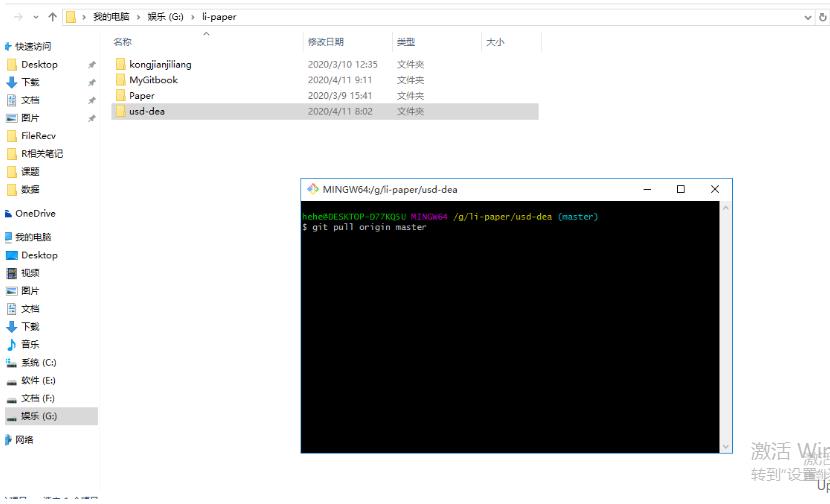 我的电脑 › 娱乐 (G:) › li-paper
名称 修改日期 类型 大小
kongjianjiliang 2020/3/10 12:35 文件夹
MyGitbook 2020/4/11 9:11 文件夹
Paper 2020/3/9 15:41 文件夹
usd-dea 2020/4/11 8:02 文件夹
快速访问
Desktop
下载
文档
图片
FileRecv
R相关笔记
课题
数据
OneDrive
我的电脑
Desktop
视频
图片
文档
下载
音乐
系统 (C:)
软件 (E:)
文档 (F:)
娱乐 (G:)
网络
MINGW64:/g/li-paper/usd-dea
hehe@DESKTOP-D77KQ5U MINGW64 /g/li-paper/usd-dea (master)
$ git pull origin master
激活 Win
转到"设置
Up